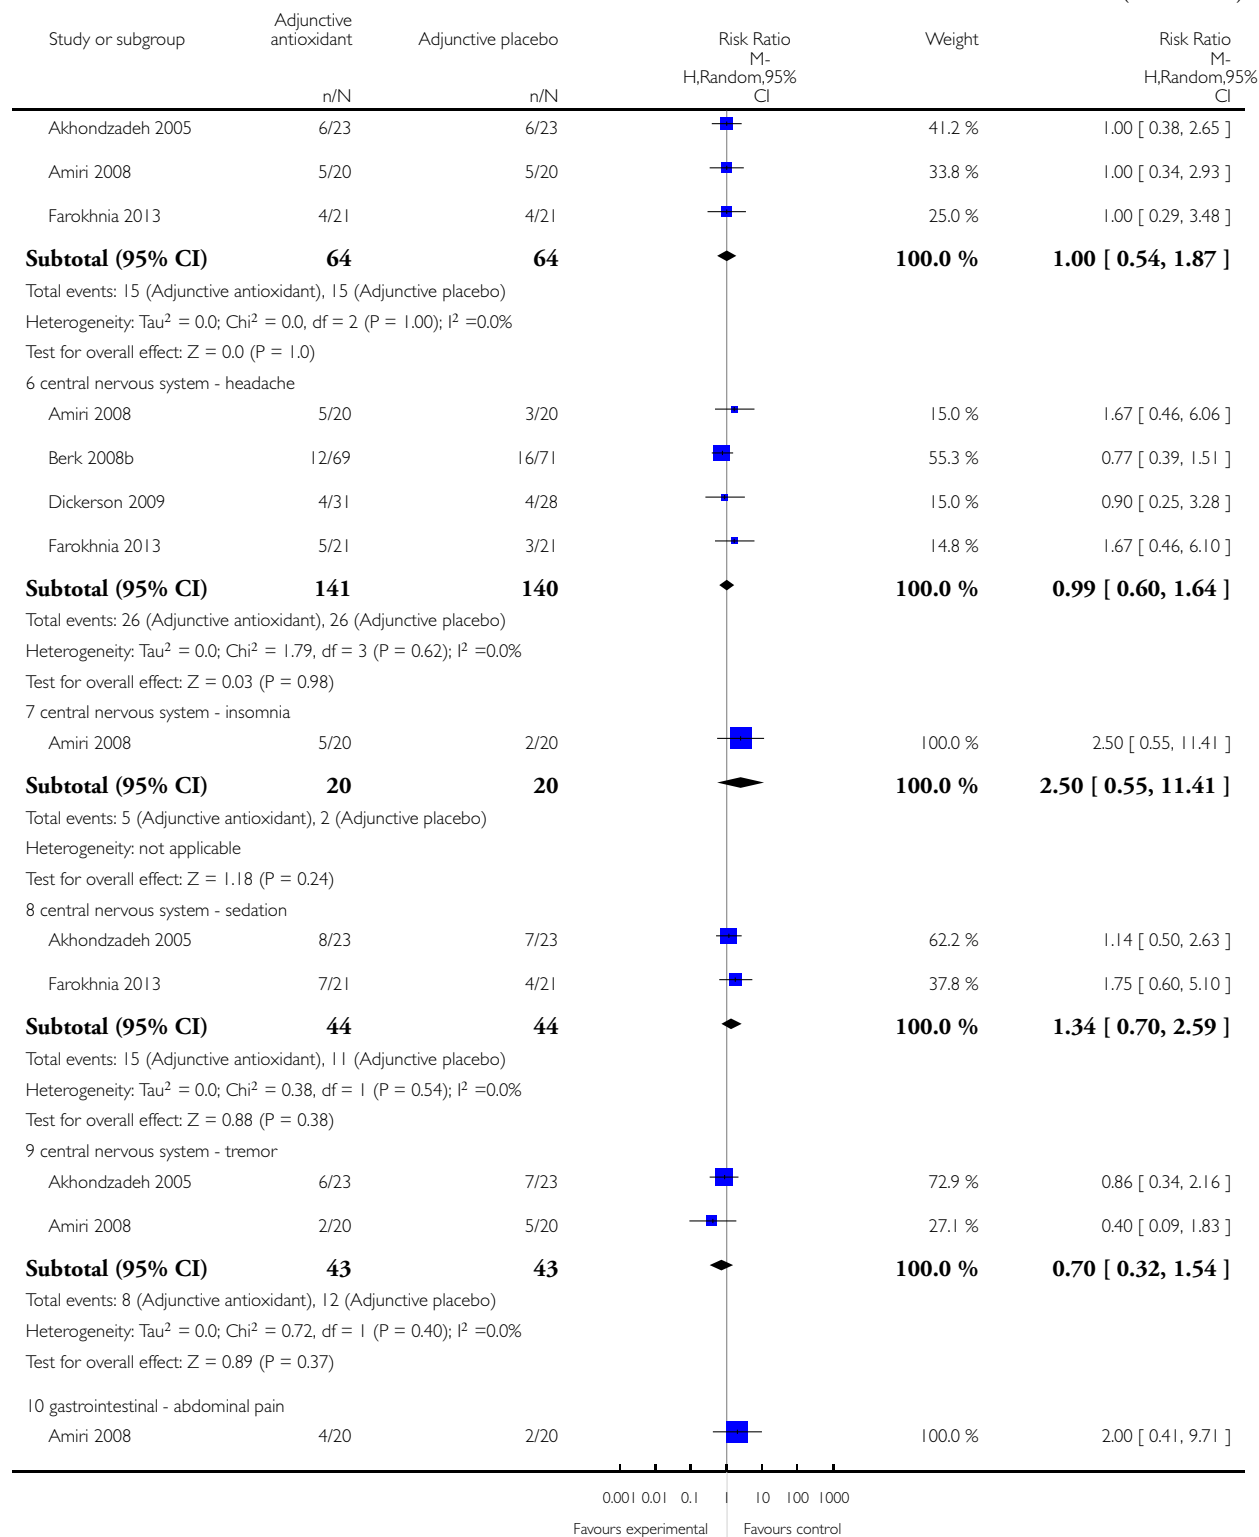 Study or subgroup Adjunctive antioxidant Adjunctive placebo Risk Ratio Weight Risk Ratio
M-H,Random,95% CI M-H,Random,95% CI
n/N n/N
Akhondzadeh 2005 6/23 6/23 41.2 % 1.00 [ 0.38, 2.65 ]
Amiri 2008 5/20 5/20 33.8 % 1.00 [ 0.34, 2.93 ]
Farokhnia 2013 4/21 4/21 25.0 % 1.00 [ 0.29, 3.48 ]
Subtotal (95% CI) 64 64 100.0 % 1.00 [ 0.54, 1.87 ]
Total events: 15 (Adjunctive antioxidant), 15 (Adjunctive placebo)
Heterogeneity: Tau² = 0.0; Chi² = 0.0, df = 2 (P = 1.00); I² =0.0%
Test for overall effect: Z = 0.0 (P = 1.0)
6 central nervous system - headache
Amiri 2008 5/20 3/20 15.0 % 1.67 [ 0.46, 6.06 ]
Berk 2008b 12/69 16/71 55.3 % 0.77 [ 0.39, 1.51 ]
Dickerson 2009 4/31 4/28 15.0 % 0.90 [ 0.25, 3.28 ]
Farokhnia 2013 5/21 3/21 14.8 % 1.67 [ 0.46, 6.10 ]
Subtotal (95% CI) 141 140 100.0 % 0.99 [ 0.60, 1.64 ]
Total events: 26 (Adjunctive antioxidant), 26 (Adjunctive placebo)
Heterogeneity: Tau² = 0.0; Chi² = 1.79, df = 3 (P = 0.62); I² =0.0%
Test for overall effect: Z = 0.03 (P = 0.98)
7 central nervous system - insomnia
Amiri 2008 5/20 2/20 100.0 % 2.50 [ 0.55, 11.41 ]
Subtotal (95% CI) 20 20 100.0 % 2.50 [ 0.55, 11.41 ]
Total events: 5 (Adjunctive antioxidant), 2 (Adjunctive placebo)
Heterogeneity: not applicable
Test for overall effect: Z = 1.18 (P = 0.24)
8 central nervous system - sedation
Akhondzadeh 2005 8/23 7/23 62.2 % 1.14 [ 0.50, 2.63 ]
Farokhnia 2013 7/21 4/21 37.8 % 1.75 [ 0.60, 5.10 ]
Subtotal (95% CI) 44 44 100.0 % 1.34 [ 0.70, 2.59 ]
Total events: 15 (Adjunctive antioxidant), 11 (Adjunctive placebo)
Heterogeneity: Tau² = 0.0; Chi² = 0.38, df = 1 (P = 0.54); I² =0.0%
Test for overall effect: Z = 0.88 (P = 0.38)
9 central nervous system - tremor
Akhondzadeh 2005 6/23 7/23 72.9 % 0.86 [ 0.34, 2.16 ]
Amiri 2008 2/20 5/20 27.1 % 0.40 [ 0.09, 1.83 ]
Subtotal (95% CI) 43 43 100.0 % 0.70 [ 0.32, 1.54 ]
Total events: 8 (Adjunctive antioxidant), 12 (Adjunctive placebo)
Heterogeneity: Tau² = 0.0; Chi² = 0.72, df = 1 (P = 0.40); I² =0.0%
Test for overall effect: Z = 0.89 (P = 0.37)
10 gastrointestinal - abdominal pain
Amiri 2008 4/20 2/20 100.0 % 2.00 [ 0.41, 9.71 ]
0.001 0.01 0.1 1 10 100 1000
Favours experimental Favours control